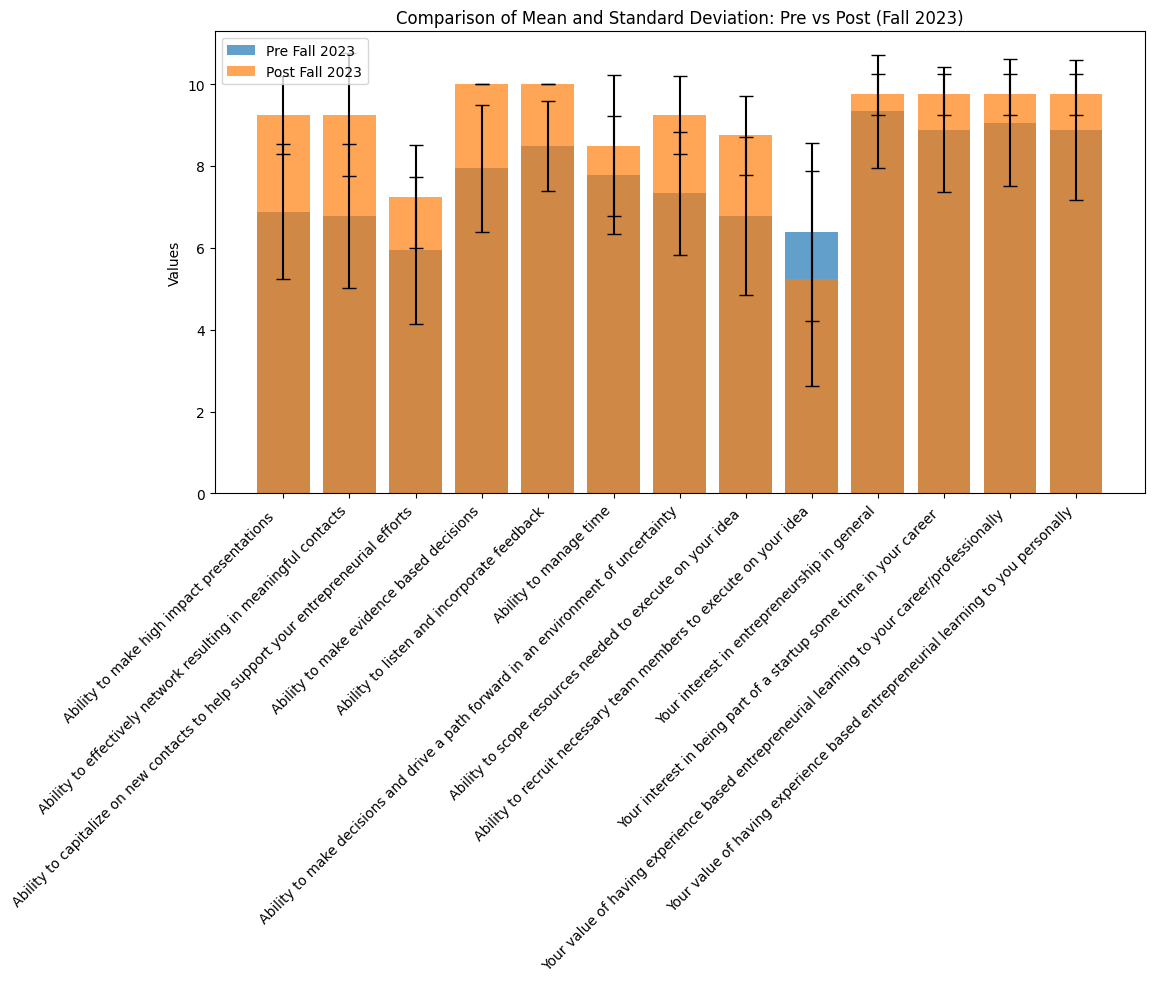 Comparison of Mean and Standard Deviation: Pre vs Post (Fall 2023)
Pre Fall 2023
Post Fall 2023
Values
10
8
6
4
2
0
Ability to make high impact presentations
Ability to effectively network resulting in meaningful contacts
Ability to capitalize on new contacts to help support your entrepreneurial efforts
Ability to make evidence based decisions
Ability to listen and incorporate feedback
Ability to manage time
Ability to make decisions and drive a path forward in an environment of uncertainty
Ability to scope resources needed to execute on your idea
Ability to recruit necessary team members to execute on your idea
Your interest in entrepreneurship in general
Your interest in being part of a startup some time in your career
Your value of having experience based entrepreneurial learning to your career/professionally
Your value of having experience based entrepreneurial learning to you personally